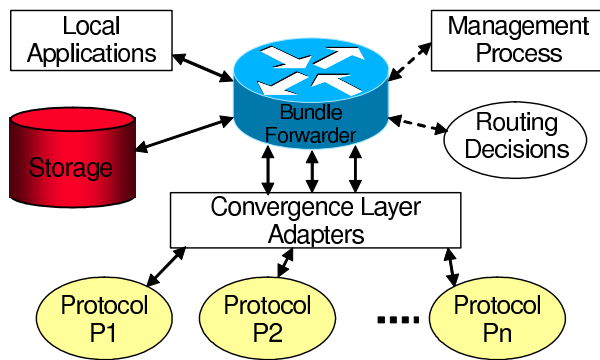 Local
Applications
Management
Process
Bundle
Forwarder
Storage
Routing
Decisions
Convergence Layer
Adapters
Protocol
P1
Protocol
P2
Protocol
Pn